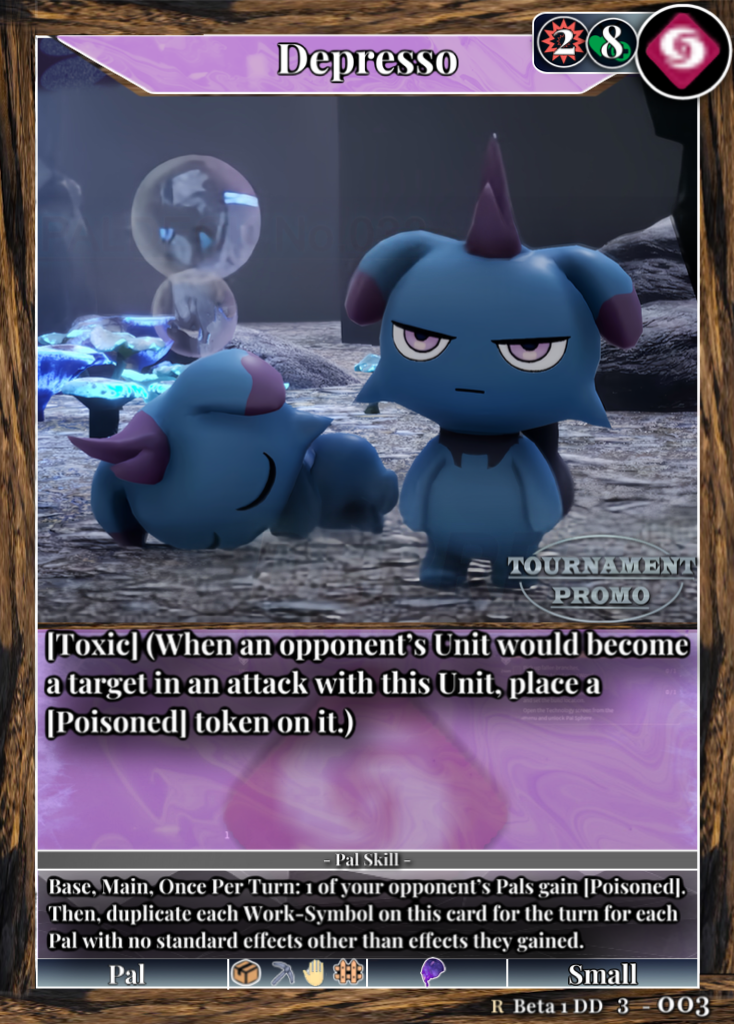 Depresso
2 8
TOURNAMENT
PROMO
[Toxic] (When an opponent's Unit would become
a target in an attack with this Unit, place a
[Poisoned] token on it.)
1
- Pal Skill -
Base, Main, Once Per Turn: 1 of your opponent's Pals gain [Poisoned].
Then, duplicate each Work-Symbol on this card for the turn for each
Pal with no standard effects other than effects they gained.
Pal Small
R Beta 1 DD 3 - 003